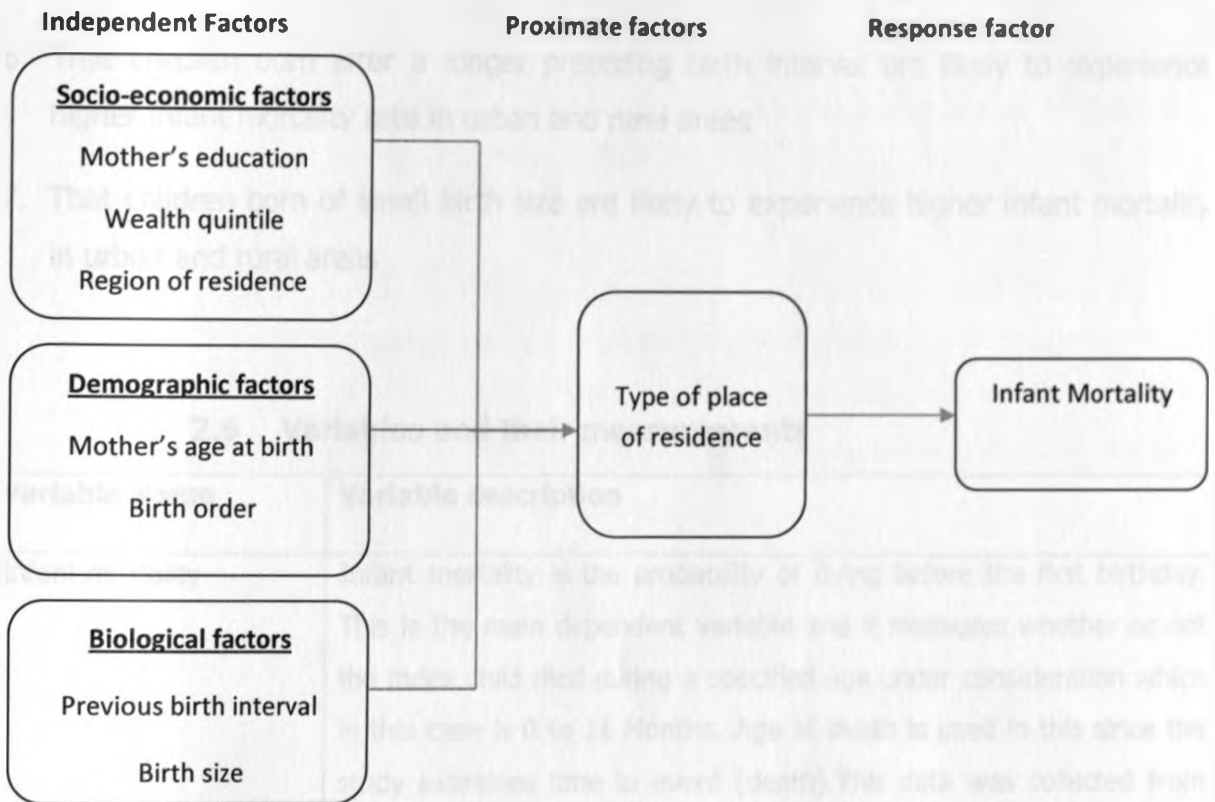 Independent Factors Proximate factors Response factor
Socio-economic factors
Mother's education
Wealth quintile
Region of residence
Demographic factors
Mother's age at birth
Birth order
Biological factors
Previous birth interval
Birth size
Type of place
of residence
Infant Mortality
That children born after a longer preceding birth interval are likely to experience
higher infant mortality rate in urban and rural areas
That children born of small birth size are likely to experience higher infant mortality
in urban and rural areas
2.6 Variables and their measurements
Variable name Variable description
Infant mortality Infant mortality is the probability of dying before the first birthday.
This is the main dependent variable and it measures whether or not
the index child died during a specified age under consideration which
in this case is 0 to 11 Months. Age at death is used in this since the
study examines time to event (death).This data was collected from